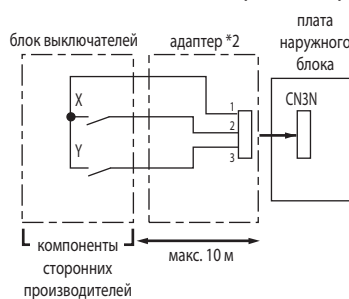 плата
наружного
блока
блок выключателей
адаптер *2
CN3N
X
1
2
Y
3
компоненты
сторонних
производителей
макс. 10 м